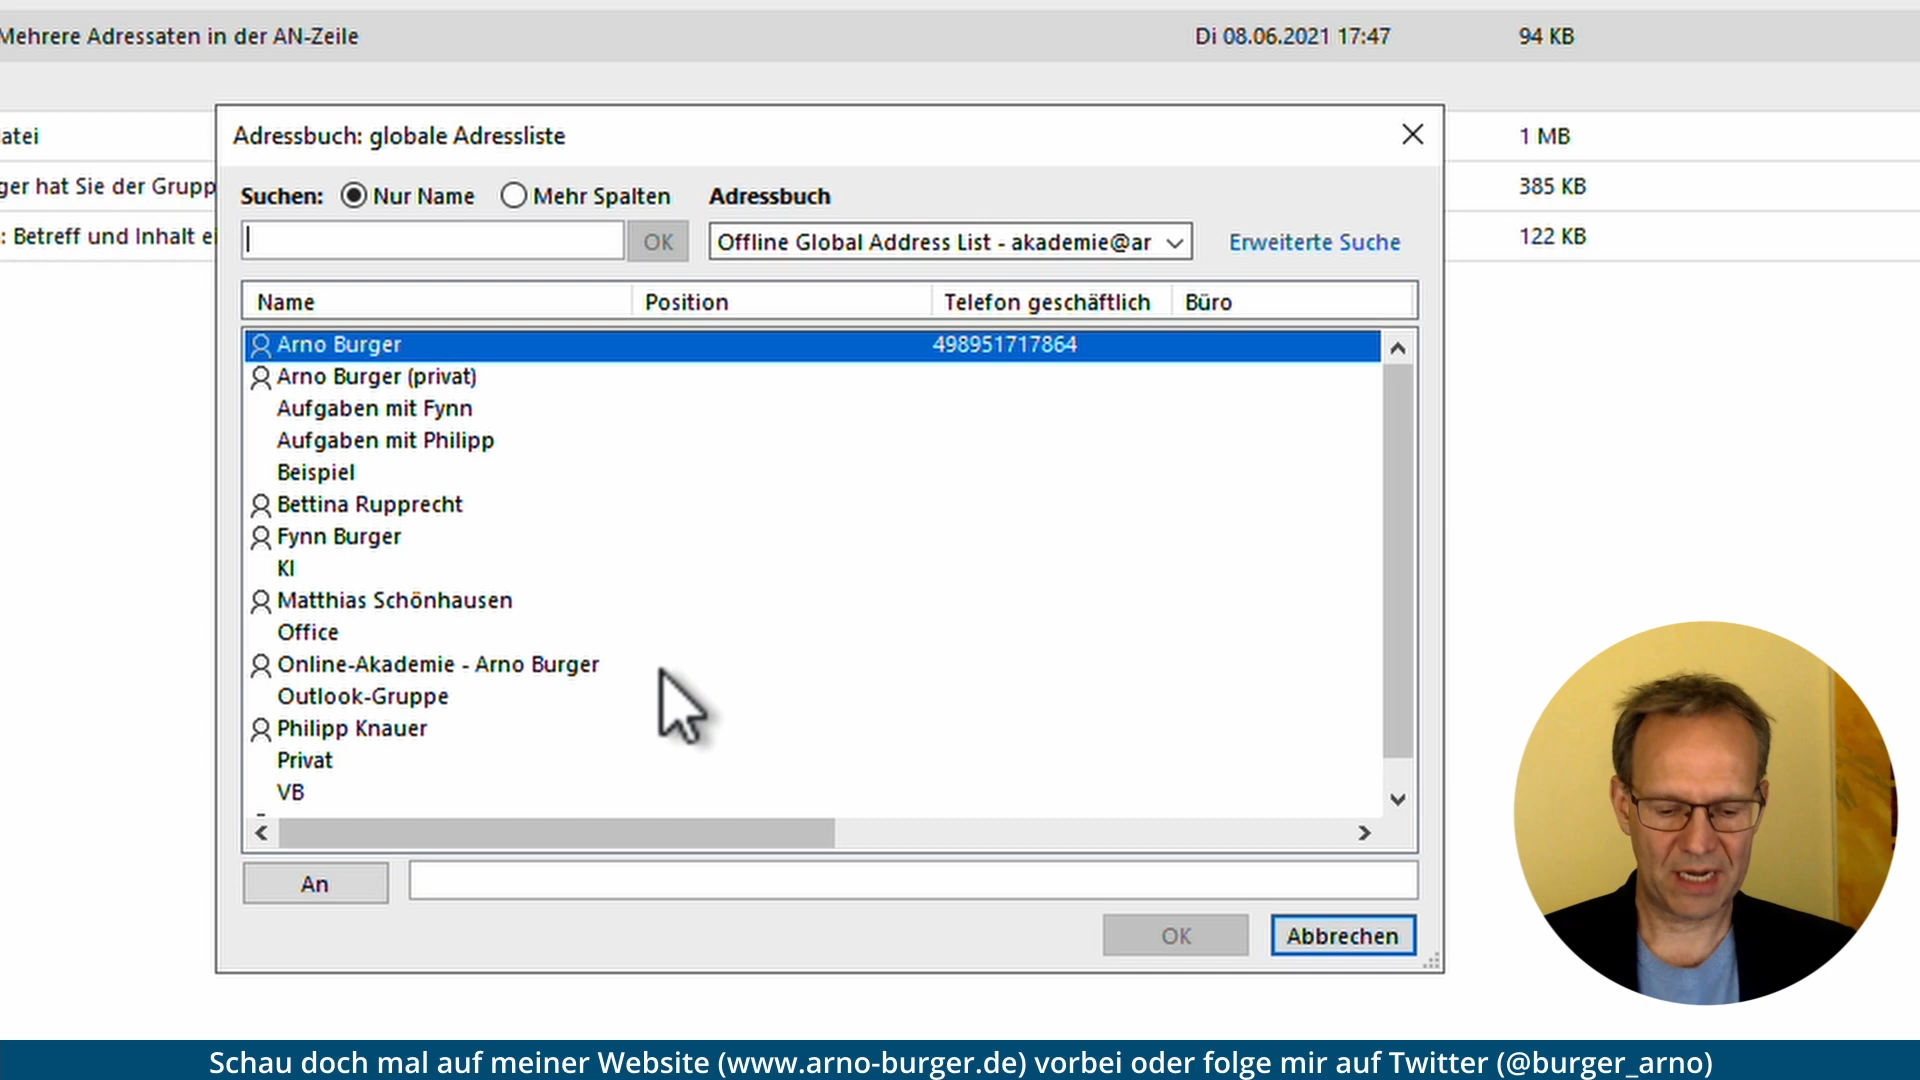 Mehrere Adressaten in der AN-Zeile Di 08.06.2021 17:47 94 KB
Adressbuch: globale Adressliste
atei 1 MB
ger hat Sie der Grupp 385 KB
: Betreff und Inhalt ei 122 KB
Suchen: Nur Name Mehr Spalten Adressbuch
OK Offline Global Address List - akademie@ar Erweiterte Suche
Name Position Telefon geschäftlich Büro
Arno Burger 498951717864
Arno Burger (privat)
Aufgaben mit Fynn
Aufgaben mit Philipp
Beispiel
Bettina Rupprecht
Fynn Burger
KI
Matthias Schönhausen
Office
Online-Akademie - Arno Burger
Outlook-Gruppe
Philipp Knauer
Privat
VB
An
OK Abbrechen
Schau doch mal auf meiner Website (www.arno-burger.de) vorbei oder folge mir auf Twitter (@burger_arno)